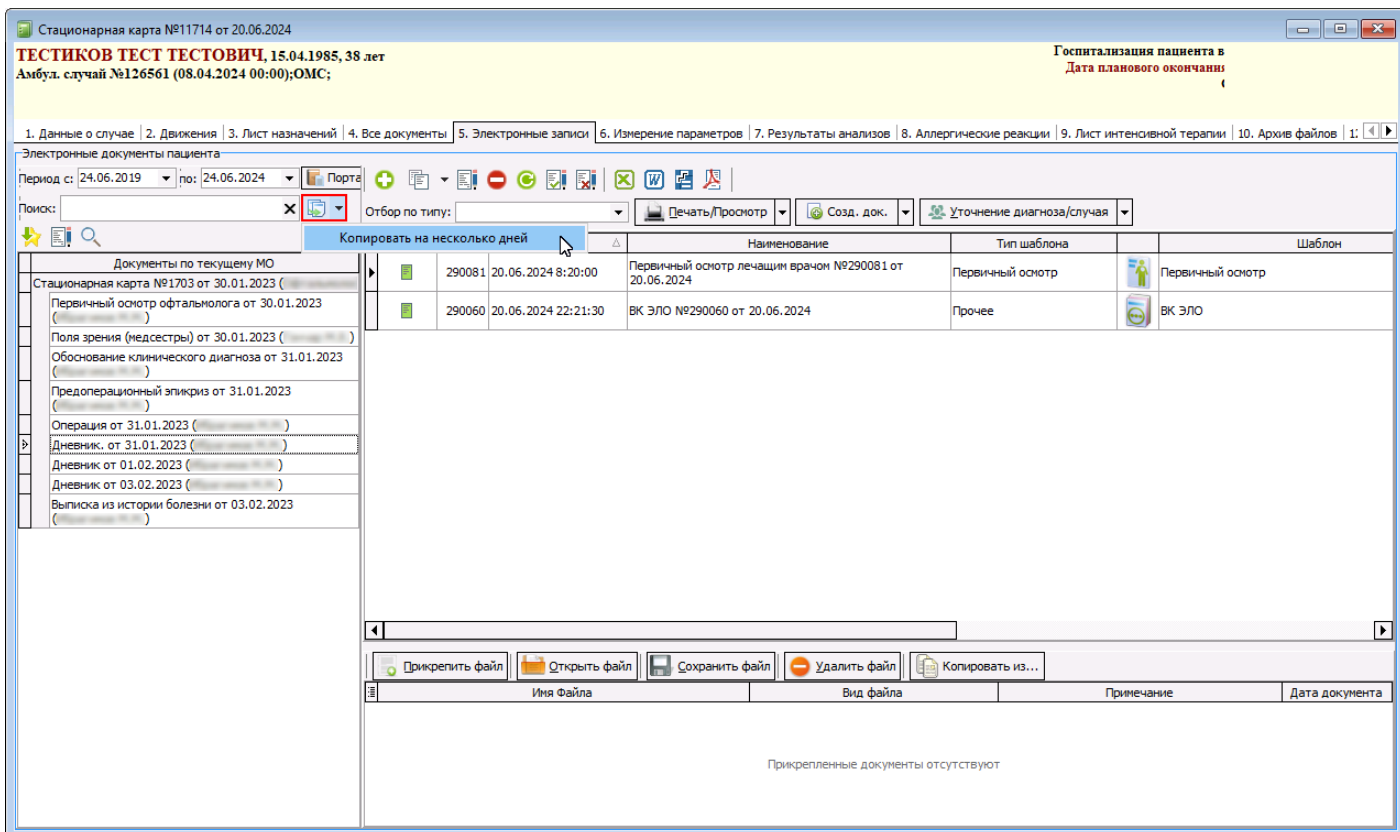 Стационарная карта №11714 от 20.06.2024
ТЕСТИКОВ ТЕСТ ТЕСТОВИЧ, 15.04.1985, 38 лет
Амбул. случай №126561 (08.04.2024 00:00);ОМС;
Госпитализация пациента в
Дата планового окончания
1. Данные о случае 2. Движения 3. Лист назначений 4. Все документы 5. Электронные записи 6. Измерение параметров 7. Результаты анализов 8. Аллергические реакции 9. Лист интенсивной терапии 10. Архив файлов 1
Электронные документы пациента
Период с: 24.06.2019 по: 24.06.2024 Порта
Поиск: Отбор по типу: Печать/Просмотр Созд. док. Уточнение диагноза/случая
Копировать на несколько дней
Наименование Тип шаблона Шаблон
290081 20.06.2024 8:20:00 Первичный осмотр лечащим врачом №290081 от
20.06.2024 Первичный осмотр Первичный осмотр
290060 20.06.2024 22:21:30 ВК ЭЛО №290060 от 20.06.2024 Прочее ВК ЭЛО
Документы по текущему МО
Стационарная карта №1703 от 30.01.2023 (
Первичный осмотр офтальмолога от 30.01.2023
( )
Поля зрения (медсестры) от 30.01.2023 ( )
Обоснование клинического диагноза от 31.01.2023
( )
Предоперационный эпикриз от 31.01.2023
( )
Операция от 31.01.2023 ( )
Дневник. от 31.01.2023 ( )
Дневник от 01.02.2023 ( )
Дневник от 03.02.2023 ( )
Выписка из истории болезни от 03.02.2023
( )
Прикрепить файл Открыть файл Сохранить файл Удалить файл Копировать из...
Имя Файла Вид файла Примечание Дата документа
Прикрепленные документы отсутствуют